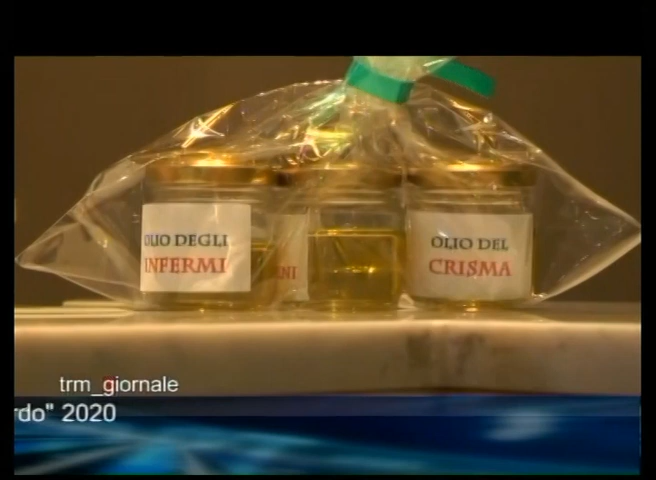 OLIO DEGLI
INFERMI
NI
OLIO DEL
CRISMA
trm_giornale
rdo" 2020